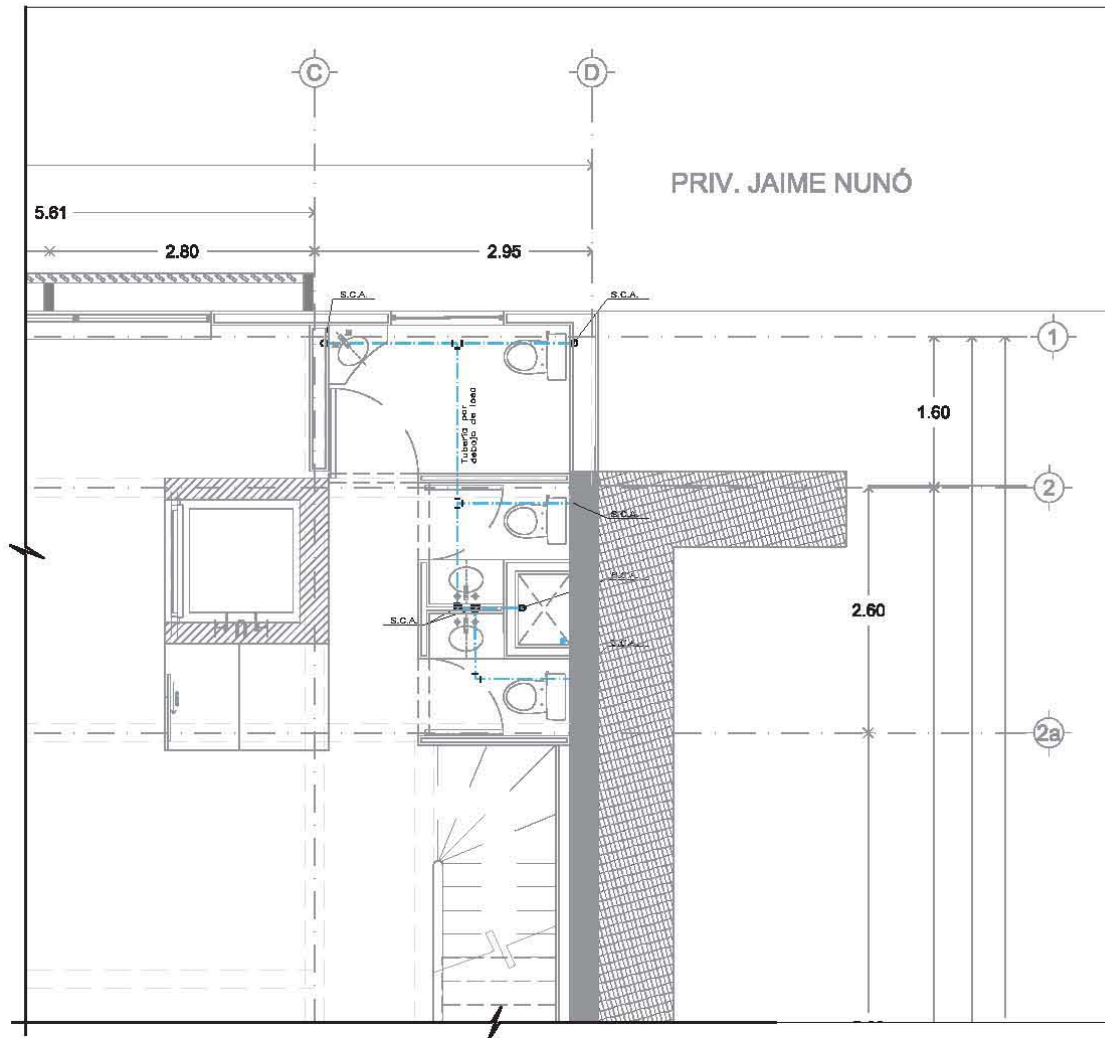 C
D
PRIV. JAIME NUNÓ
5.61
2.80
2.95
S.C.A.
S.C.A.
1
1.60
Tubería por
debajo de losa
2
S.C.A.
2.60
S.C.A.
2a